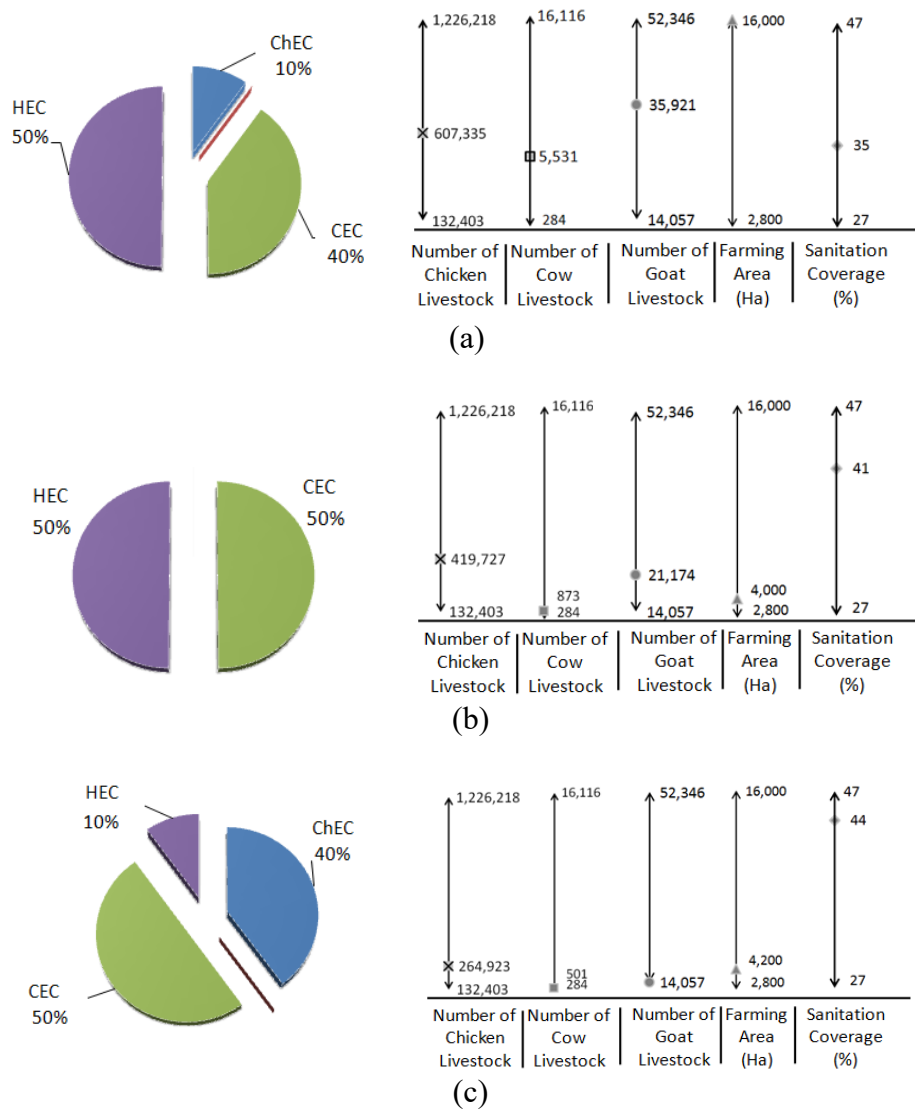 ChEC
10%
HEC
50%
CEC
40%
1,226,218
16,116
52,346
16,000
47
607,335
5,531
35,921
35
132,403
284
14,057
2,800
27
Number of Chicken Livestock
Number of Cow Livestock
Number of Goat Livestock
Farming Area (Ha)
Sanitation Coverage (%)
(a)
HEC
50%
CEC
50%
1,226,218
16,116
52,346
16,000
47
41
419,727
873
21,174
4,000
132,403
284
14,057
2,800
27
Number of Chicken Livestock
Number of Cow Livestock
Number of Goat Livestock
Farming Area (Ha)
Sanitation Coverage (%)
(b)
HEC
10%
ChEC
40%
CEC
50%
1,226,218
16,116
52,346
16,000
47
44
264,923
501
4,200
132,403
284
14,057
2,800
27
Number of Chicken Livestock
Number of Cow Livestock
Number of Goat Livestock
Farming Area (Ha)
Sanitation Coverage (%)
(c)